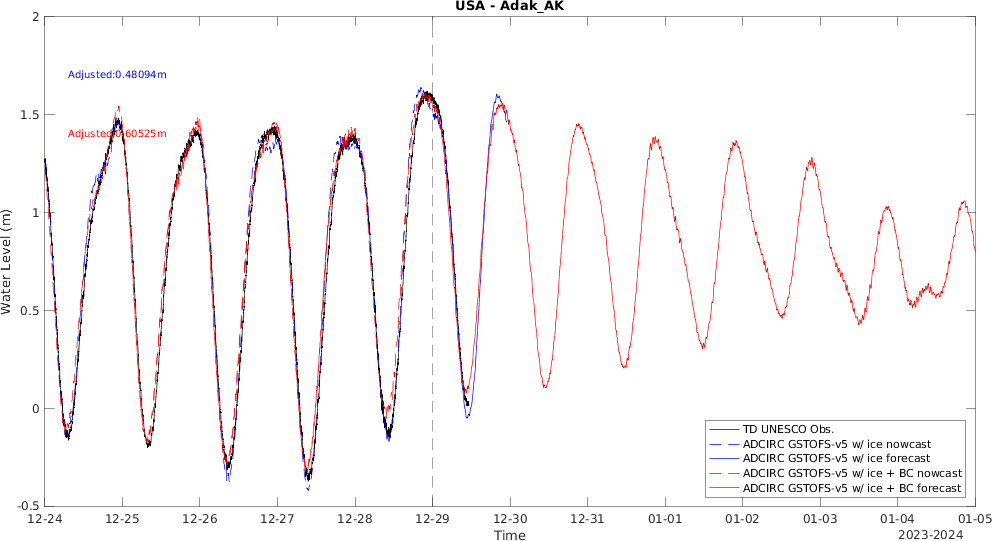 USA - Adak_AK
2
Adjusted:0.48094m
1.5
Adjusted:0.60525m
1
Water Level (m)
0.5
0
-0.5
TD UNESCO Obs.
ADCIRC GSTOFS-v5 w/ ice nowcast
ADCIRC GSTOFS-v5 w/ ice forecast
ADCIRC GSTOFS-v5 w/ ice + BC nowcast
ADCIRC GSTOFS-v5 w/ ice + BC forecast
12-24 12-25 12-26 12-27 12-28 12-29 12-30 12-31 01-01 01-02 01-03 01-04 01-05
Time
2023-2024